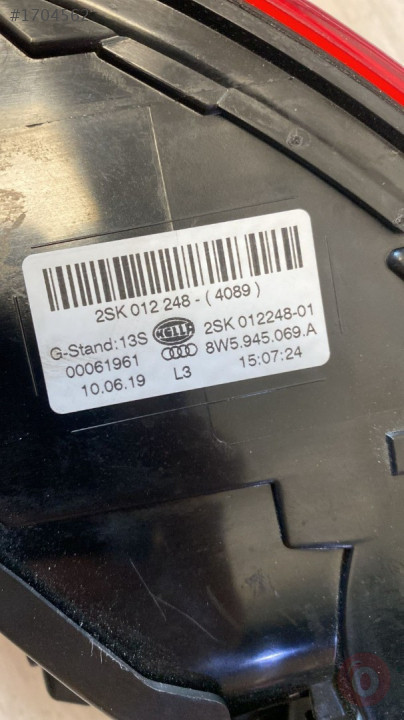 #1704562
2SK 012 248 - ( 4089 )
G-Stand:13S HELLA 2SK 012248-01
00061961 8W5.945.069.A
10.06.19 L3 15:07:24